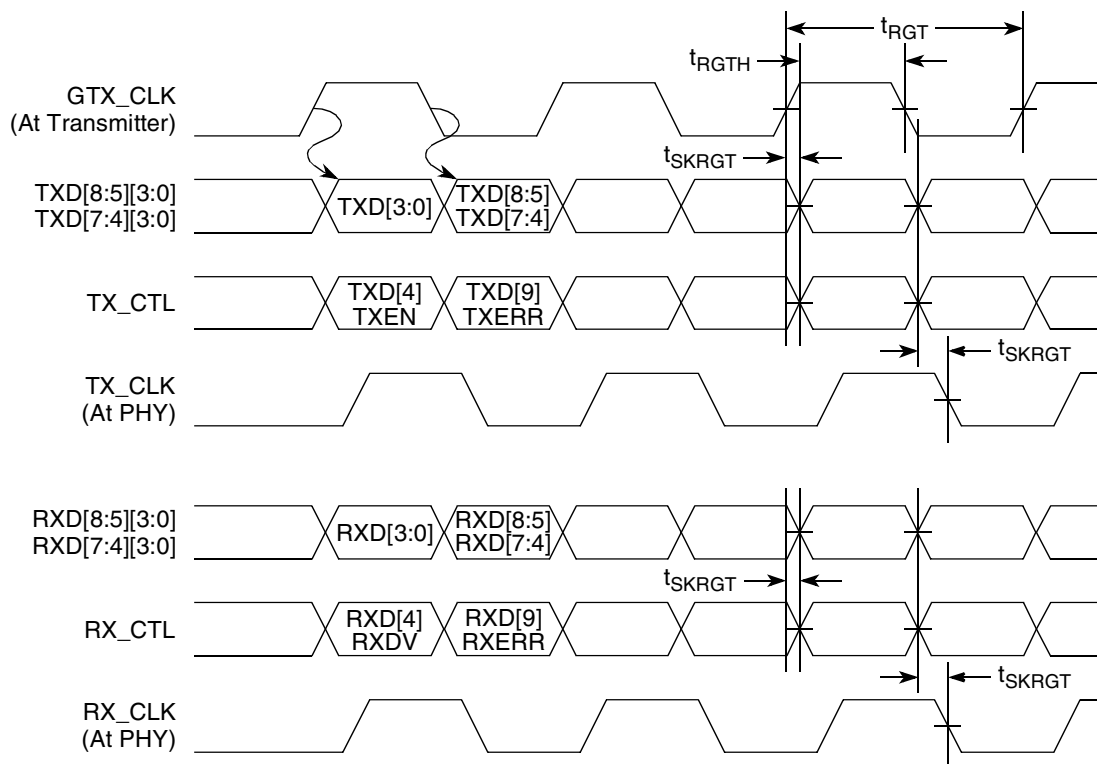 tRGT
tRGTH
GTX_CLK
(At Transmitter)
tSKRGT
TXD[8:5][3:0]
TXD[7:4][3:0]
TXD[3:0]
TXD[8:5]
TXD[7:4]
TX_CTL
TXD[4]
TXEN
TXD[9]
TXERR
tSKRGT
TX_CLK
(At PHY)
RXD[8:5][3:0]
RXD[7:4][3:0]
RXD[3:0]
RXD[8:5]
RXD[7:4]
tSKRGT
RX_CTL
RXD[4]
RXDV
RXD[9]
RXERR
tSKRGT
RX_CLK
(At PHY)